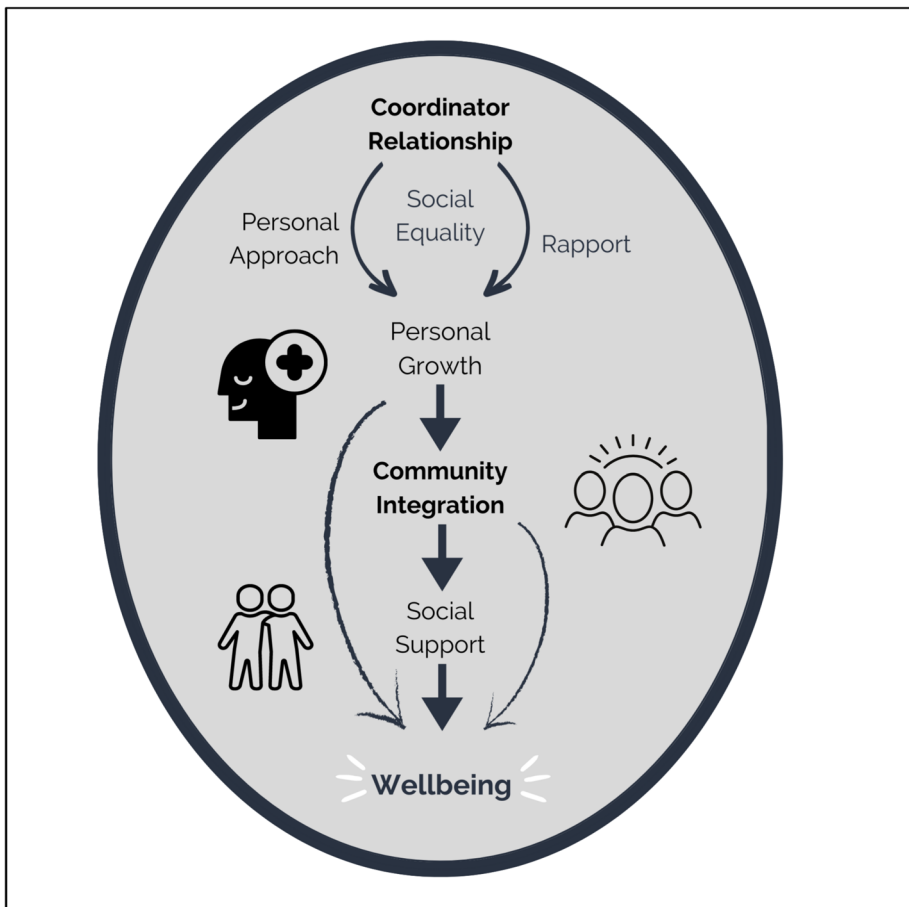 Coordinator
Relationship
Social
Equality
Personal
Approach
Rapport
Personal
Growth
Community
Integration
Social
Support
Wellbeing